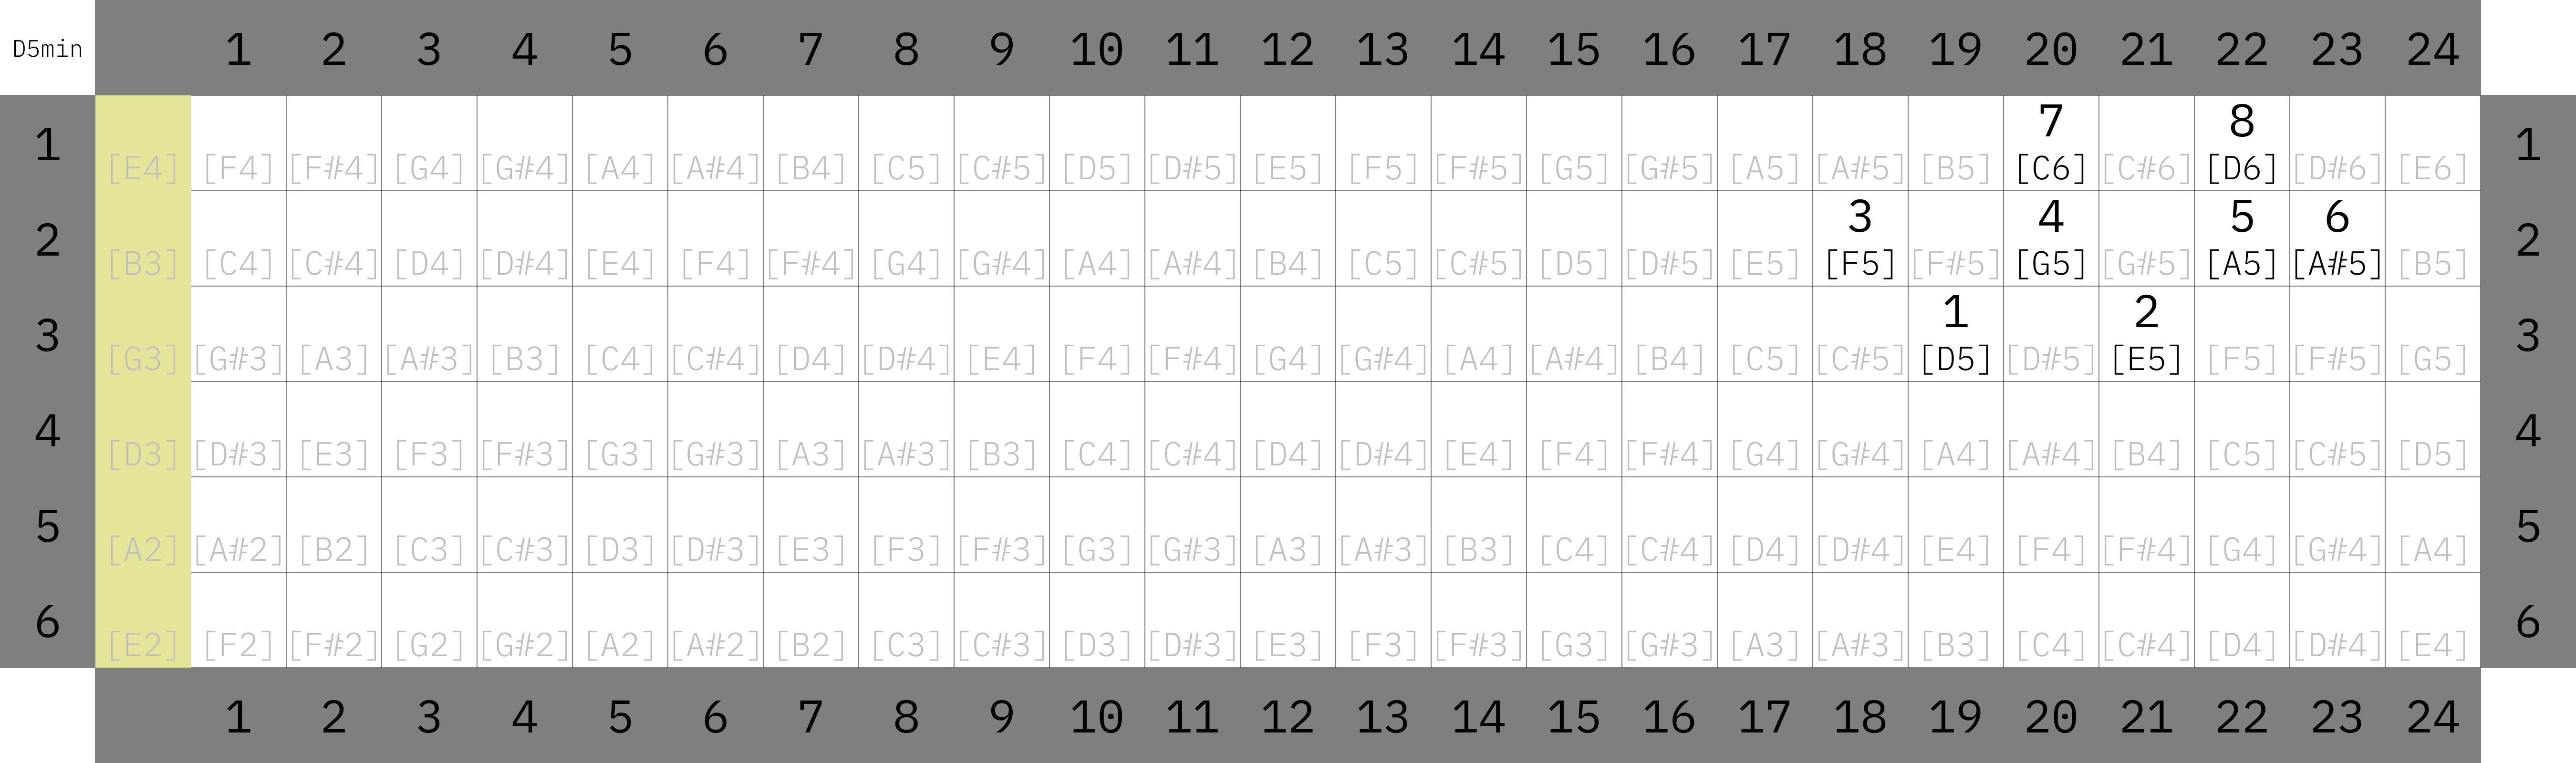 D5min 1 2 3 4 5 6 7 8 9 10 11 12 13 14 15 16 17 18 19 20 21 22 23 24
7 8
1 [E4] [F4] [F#4] [G4] [G#4] [A4] [A#4] [B4] [C5] [C#5] [D5] [D#5] [E5] [F5] [F#5] [G5] [G#5] [A5] [A#5] [B5] [C6] [C#6] [D6] [D#6] [E6] 1
3 4 5 6
2 [B3] [C4] [C#4] [D4] [D#4] [E4] [F4] [F#4] [G4] [G#4] [A4] [A#4] [B4] [C5] [C#5] [D5] [D#5] [E5] [F5] [F#5] [G5] [G#5] [A5] [A#5] [B5] 2
1 2
3 [G3] [G#3] [A3] [A#3] [B3] [C4] [C#4] [D4] [D#4] [E4] [F4] [F#4] [G4] [G#4] [A4] [A#4] [B4] [C5] [C#5] [D5] [D#5] [E5] [F5] [F#5] [G5] 3
4 [D3] [D#3] [E3] [F3] [F#3] [G3] [G#3] [A3] [A#3] [B3] [C4] [C#4] [D4] [D#4] [E4] [F4] [F#4] [G4] [G#4] [A4] [A#4] [B4] [C5] [C#5] [D5] 4
5 [A2] [A#2] [B2] [C3] [C#3] [D3] [D#3] [E3] [F3] [F#3] [G3] [G#3] [A3] [A#3] [B3] [C4] [C#4] [D4] [D#4] [E4] [F4] [F#4] [G4] [G#4] [A4] 5
6 [E2] [F2] [F#2] [G2] [G#2] [A2] [A#2] [B2] [C3] [C#3] [D3] [D#3] [E3] [F3] [F#3] [G3] [G#3] [A3] [A#3] [B3] [C4] [C#4] [D4] [D#4] [E4] 6
1 2 3 4 5 6 7 8 9 10 11 12 13 14 15 16 17 18 19 20 21 22 23 24